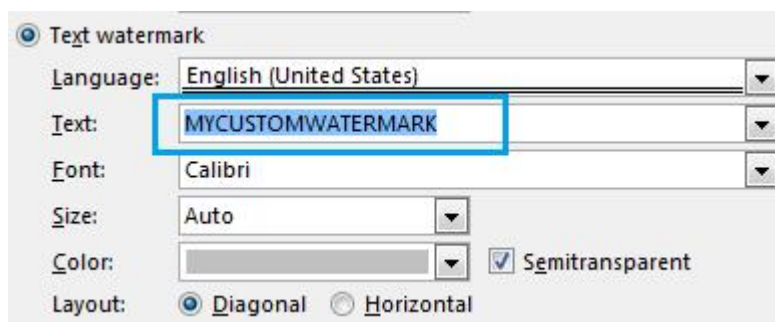 Text watermark
Language: English (United States)
Text: MYCUSTOMWATERMARK
Font: Calibri
Size: Auto
Color: Semitransparent
Layout: Diagonal Horizontal